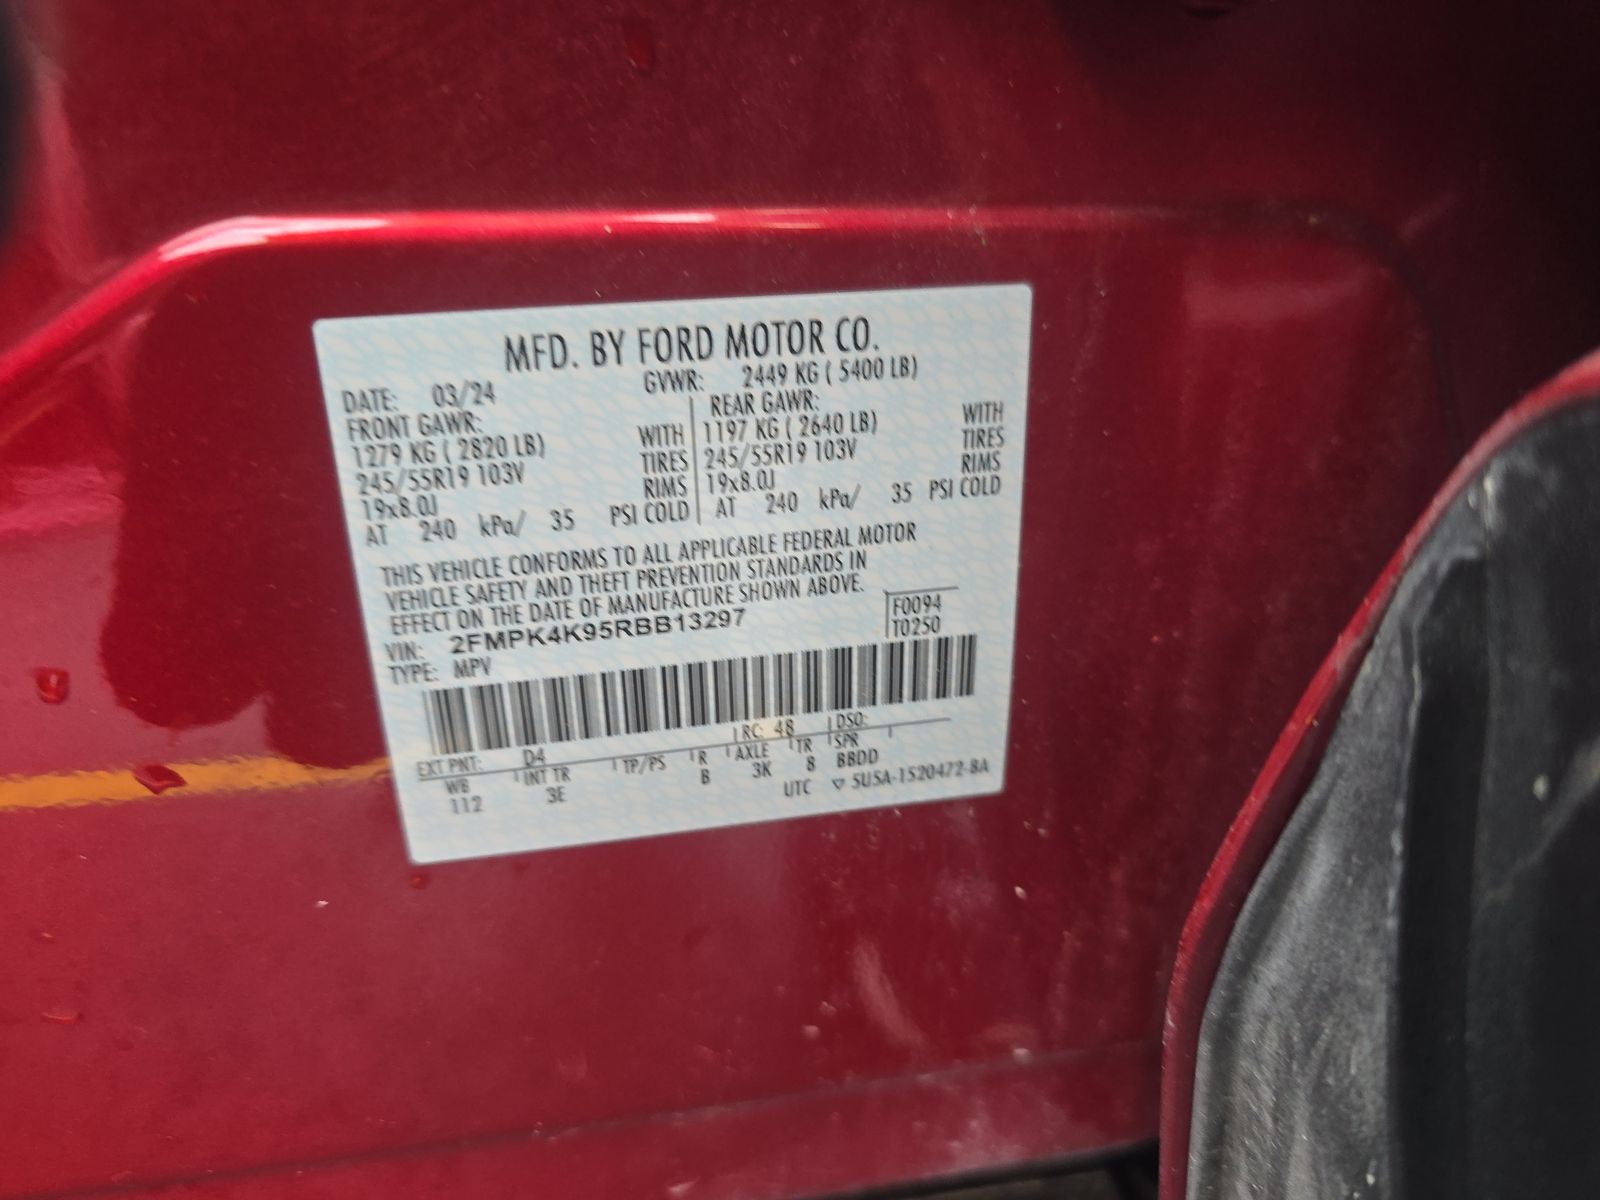 MFD. BY FORD MOTOR CO.
DATE: 03/24 GVWR: 2449 KG ( 5400 LB)
FRONT GAWR: REAR GAWR:
1279 KG ( 2820 LB) WITH 1197 KG ( 2640 LB) WITH
245/55R19 103V TIRES 245/55R19 103V TIRES
19x8.0J RIMS 19x8.0J RIMS
AT 240 kPa/ 35 PSI COLD AT 240 kPa/ 35 PSI COLD
THIS VEHICLE CONFORMS TO ALL APPLICABLE FEDERAL MOTOR
VEHICLE SAFETY AND THEFT PREVENTION STANDARDS IN
EFFECT ON THE DATE OF MANUFACTURE SHOWN ABOVE.
VIN: 2FMPK4K95RBB13297 F0094
TYPE: MPV T0250
EXT PNT: D4 RC: 48 DSO:
WB INT TR TP/PS R AXLE TR SPR
112 3E B 3K 8 BBDD
UTC ▽ 5U5A-1520472-BA